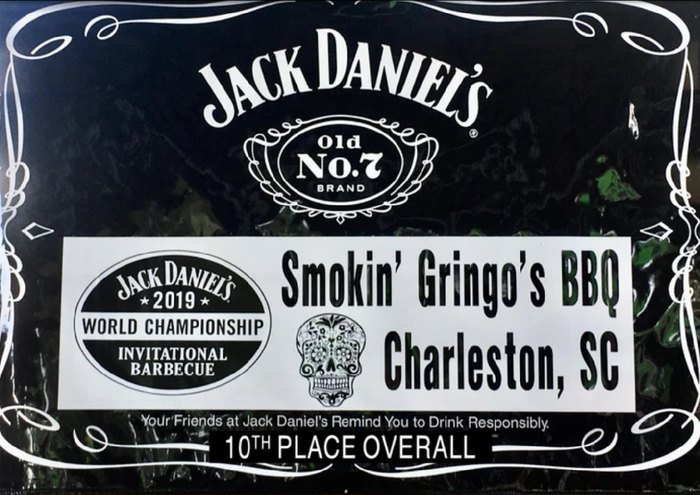 JACK DANIEL'S®
Old
No.7
BRAND
JACK DANIEL'S
2019
WORLD CHAMPIONSHIP
INVITATIONAL
BARBECUE
Smokin' Gringo's BBQ
Charleston, SC
Your Friends at Jack Daniel's Remind You to Drink Responsibly.
10TH PLACE OVERALL